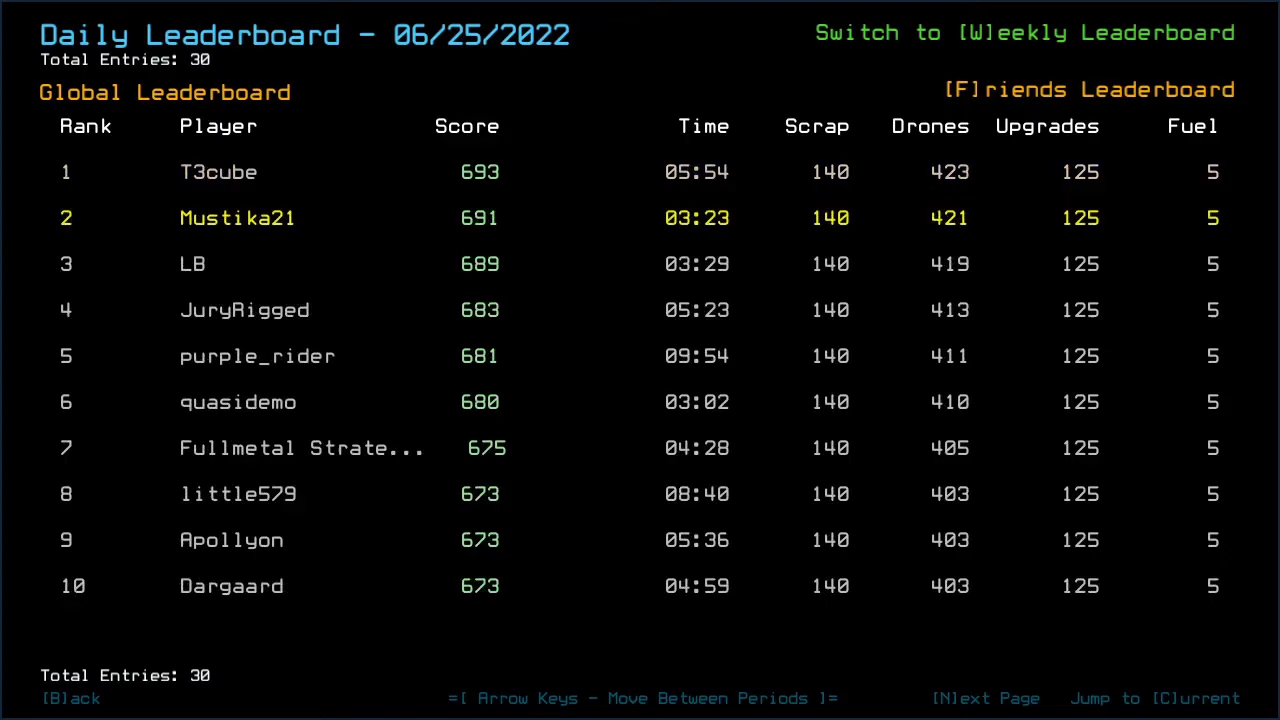 Daily Leaderboard - 06/25/2022 Switch to [W]eekly Leaderboard
Total Entries: 30
Global Leaderboard [F]riends Leaderboard
Rank Player Score Time Scrap Drones Upgrades Fuel
1 T3cube 693 05:54 140 423 125 5
2 Mustika21 691 03:23 140 421 125 5
3 LB 689 03:29 140 419 125 5
4 JuryRigged 683 05:23 140 413 125 5
5 purple_rider 681 09:54 140 411 125 5
6 quasidemo 680 03:02 140 410 125 5
7 Fullmetal Strate... 675 04:28 140 405 125 5
8 little579 673 08:40 140 403 125 5
9 Apollyon 673 05:36 140 403 125 5
10 Dargaard 673 04:59 140 403 125 5
Total Entries: 30
[B]ack =[ Arrow Keys - Move Between Periods ]= [N]ext Page Jump to [C]urrent